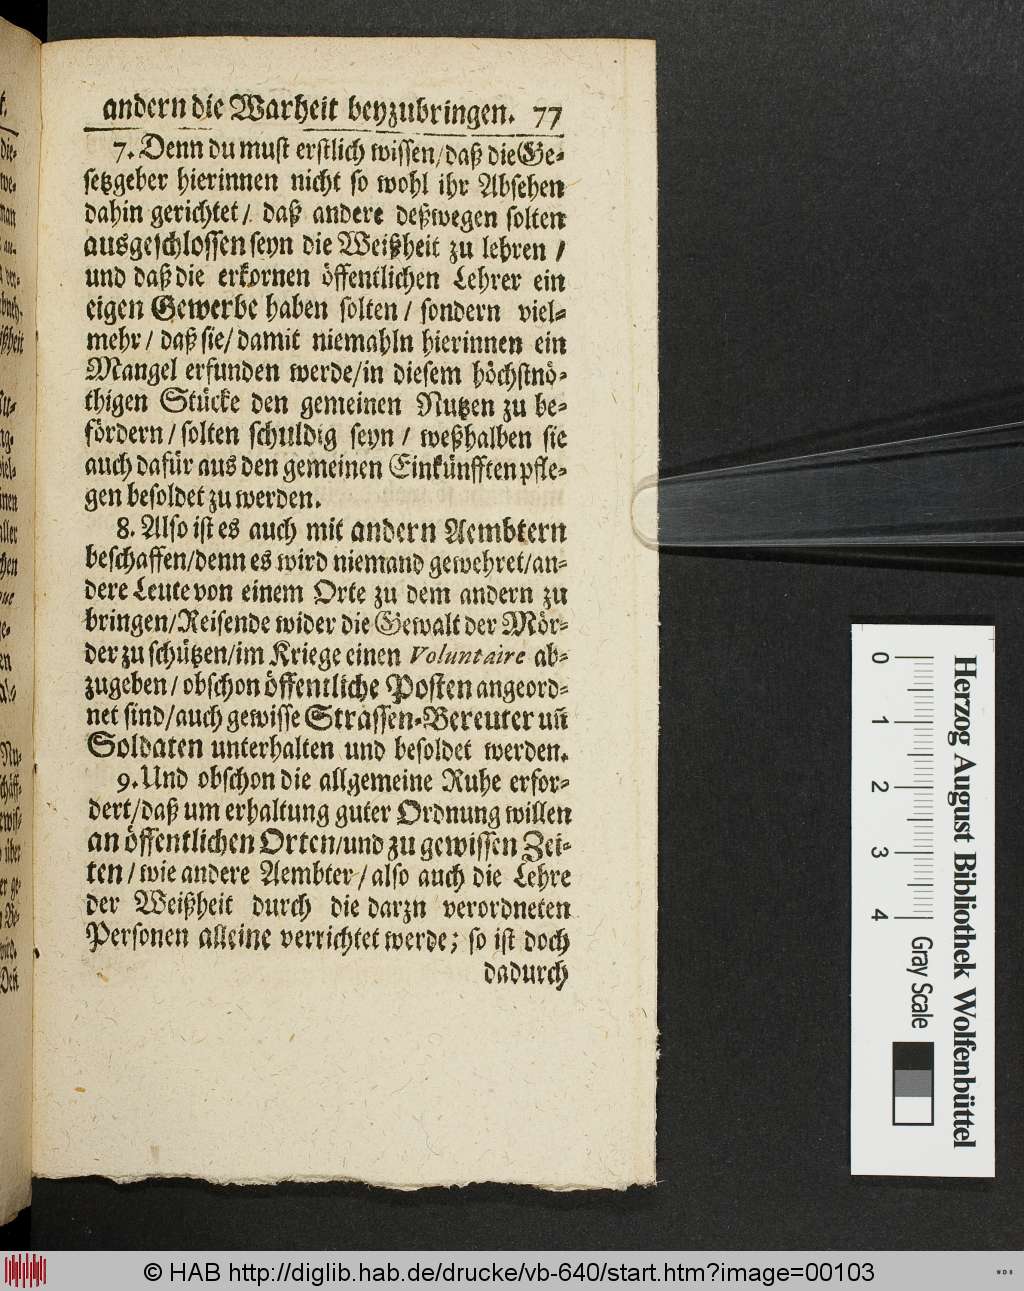 andern die Warheit beyzubringen. 77
7. Denn du must erstlich wissen/daß die Ge-
setzgeber hierinnen nicht so wohl ihr Absehen
dahin gerichtet/ daß andere deßwegen solten
ausgeschlossen seyn die Weißheit zu lehren /
und daß die erkornen öffentlichen Lehrer ein
eigen Gewerbe haben solten / sondern viel-
mehr / daß sie/ damit niemahln hierinnen ein
Mangel erfunden werde/in diesem höchstnö-
thigen Stücke den gemeinen Nutzen zu be-
fördern / solten schuldig seyn / weßhalben sie
auch dafür aus den gemeinen Einkünfften pfle-
gen besoldet zu werden.
8. Also ist es auch mit andern Aembtern
beschaffen/denn es wird niemand gewehret/an-
dere Leute von einem Orte zu dem andern zu
bringen/Reisende wider die Gewalt der Mör-
der zu schützen/im Kriege einen Voluntaire ab-
zugeben / obschon öffentliche Posten angeord-
net sind/auch gewisse Strassen-Bereuter uñ
Soldaten unterhalten und besoldet werden.
9. Und obschon die allgemeine Ruhe erfor-
dert/daß um erhaltung guter Ordnung willen
an öffentlichen Orten/und zu gewissen Zei-
ten / wie andere Aembter / also auch die Lehre
der Weißheit durch die darzn verordneten
Personen alleine verrichtet werde; so ist doch
dadurch
0 1 2 3 4 Gray Scale
Herzog August Bibliothek Wolfenbüttel
© HAB http://diglib.hab.de/drucke/vb-640/start.htm?image=00103